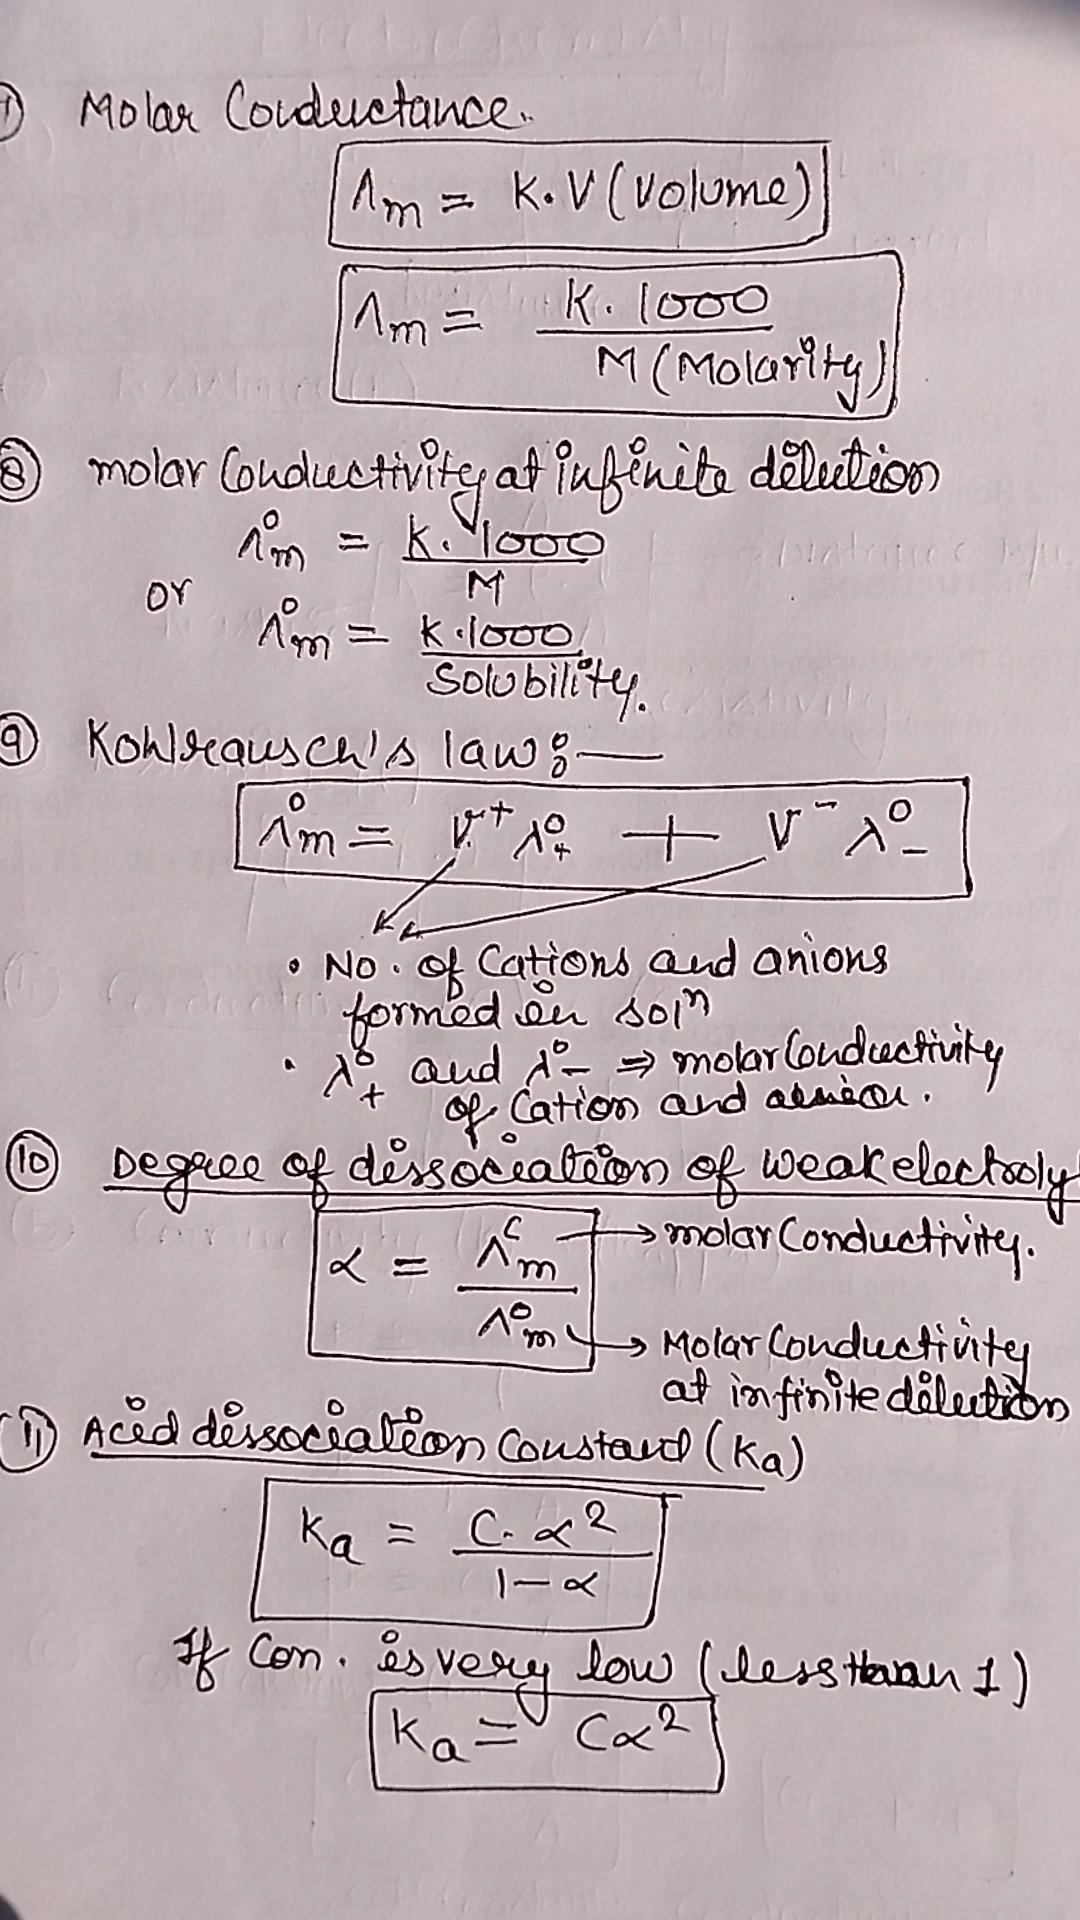 7) Molar Conductance.
Λm = K.V (Volume)
Λm = K. 1000
M (Molarity)
⑧ molar Conductivity at infinite dilution
Λ°m = K. 1000
M
or
Λ°m = K.1000
Solubility.
⑨ Kohlrausch's law:—
Λ°m = V⁺ λ°₊ + V⁻ λ°₋
• No. of Cations and anions
formed in solⁿ
• λ°₊ and λ°₋ ⇒ molar Conductivity
of Cation and anion.
⑩ Degree of dissociation of weak electroly
α = Λᶜm → molar Conductivity.
Λ°m → Molar Conductivity
at infinite dilution
⑪ Acid dissociation Constant (Ka)
Ka = C. α²
1 - α
If Con. is very low (less than 1)
Ka = Cα²